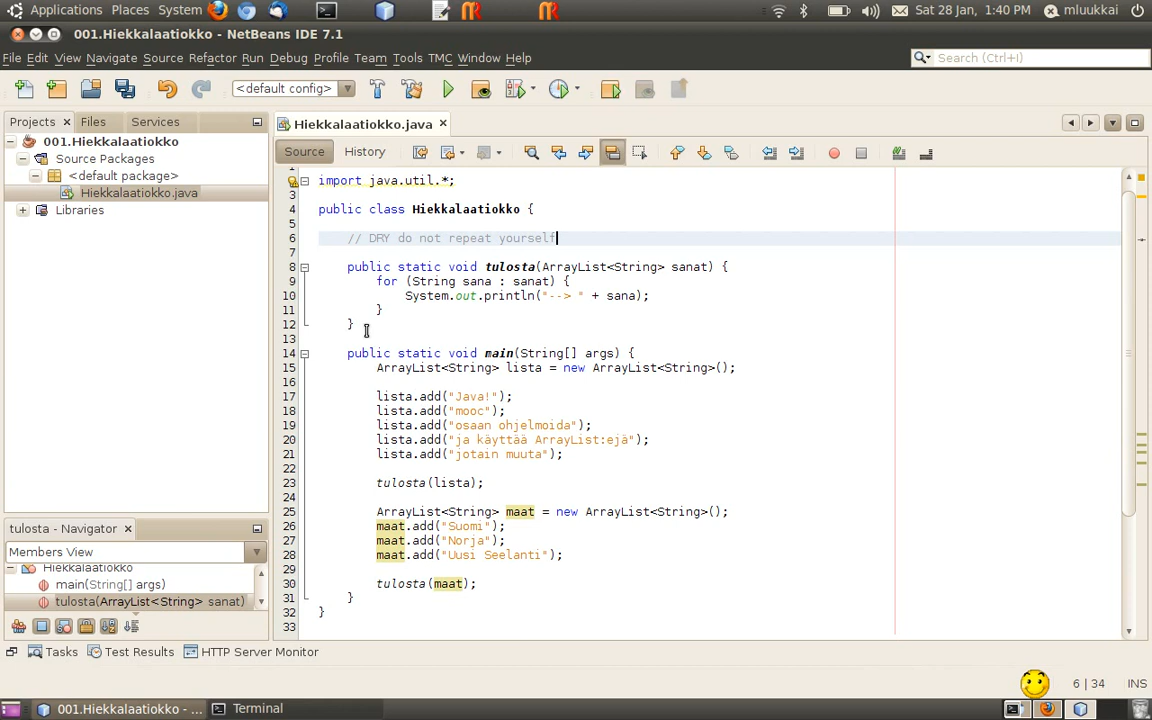 Applications Places System Sat 28 Jan, 1:40 PM mluukkai
001.Hiekkalaatiokko - NetBeans IDE 7.1
File Edit View Navigate Source Refactor Run Debug Profile Team Tools TMC Window Help Search (Ctrl+I)
<default config>
Projects Files Services
Hiekkalaatiokko.java
001.Hiekkalaatiokko
Source Packages
<default package>
Hiekkalaatiokko.java
Libraries
Source History
import java.util.*;
3
4 public class Hiekkalaatiokko {
5
6 // DRY do not repeat yourself
7
8 public static void tulosta(ArrayList<String> sanat) {
9 for (String sana : sanat) {
10 System.out.println("--> " + sana);
11 }
12 }
13
14 public static void main(String[] args) {
15 ArrayList<String> lista = new ArrayList<String>();
16
17 lista.add("Java!");
18 lista.add("mooc");
19 lista.add("osaan ohjelmoida");
20 lista.add("ja käyttää ArrayList:ejä");
21 lista.add("jotain muuta");
22
23 tulosta(lista);
24
25 ArrayList<String> maat = new ArrayList<String>();
26 maat.add("Suomi");
27 maat.add("Norja");
28 maat.add("Uusi Seelanti");
29
30 tulosta(maat);
31 }
32 }
33
tulosta - Navigator
Members View
Hiekkalaatiokko
main(String[] args)
tulosta(ArrayList<String> sanat)
Tasks Test Results HTTP Server Monitor
6 | 34 INS
001.Hiekkalaatiokko - ... Terminal